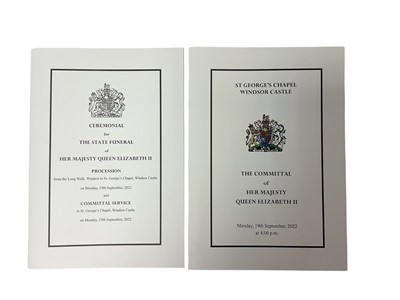 CEREMONIAL
for
THE STATE FUNERAL
of
HER MAJESTY QUEEN ELIZABETH II
PROCESSION
from the Long Walk, Windsor to St. George's Chapel, Windsor Castle
on Monday, 19th September, 2022
and
COMMITTAL SERVICE
in St. George's Chapel, Windsor Castle
on Monday, 19th September, 2022
ST GEORGE'S CHAPEL
WINDSOR CASTLE
THE COMMITTAL
of
HER MAJESTY
QUEEN ELIZABETH II
Monday, 19th September, 2022
at 4.00 p.m.